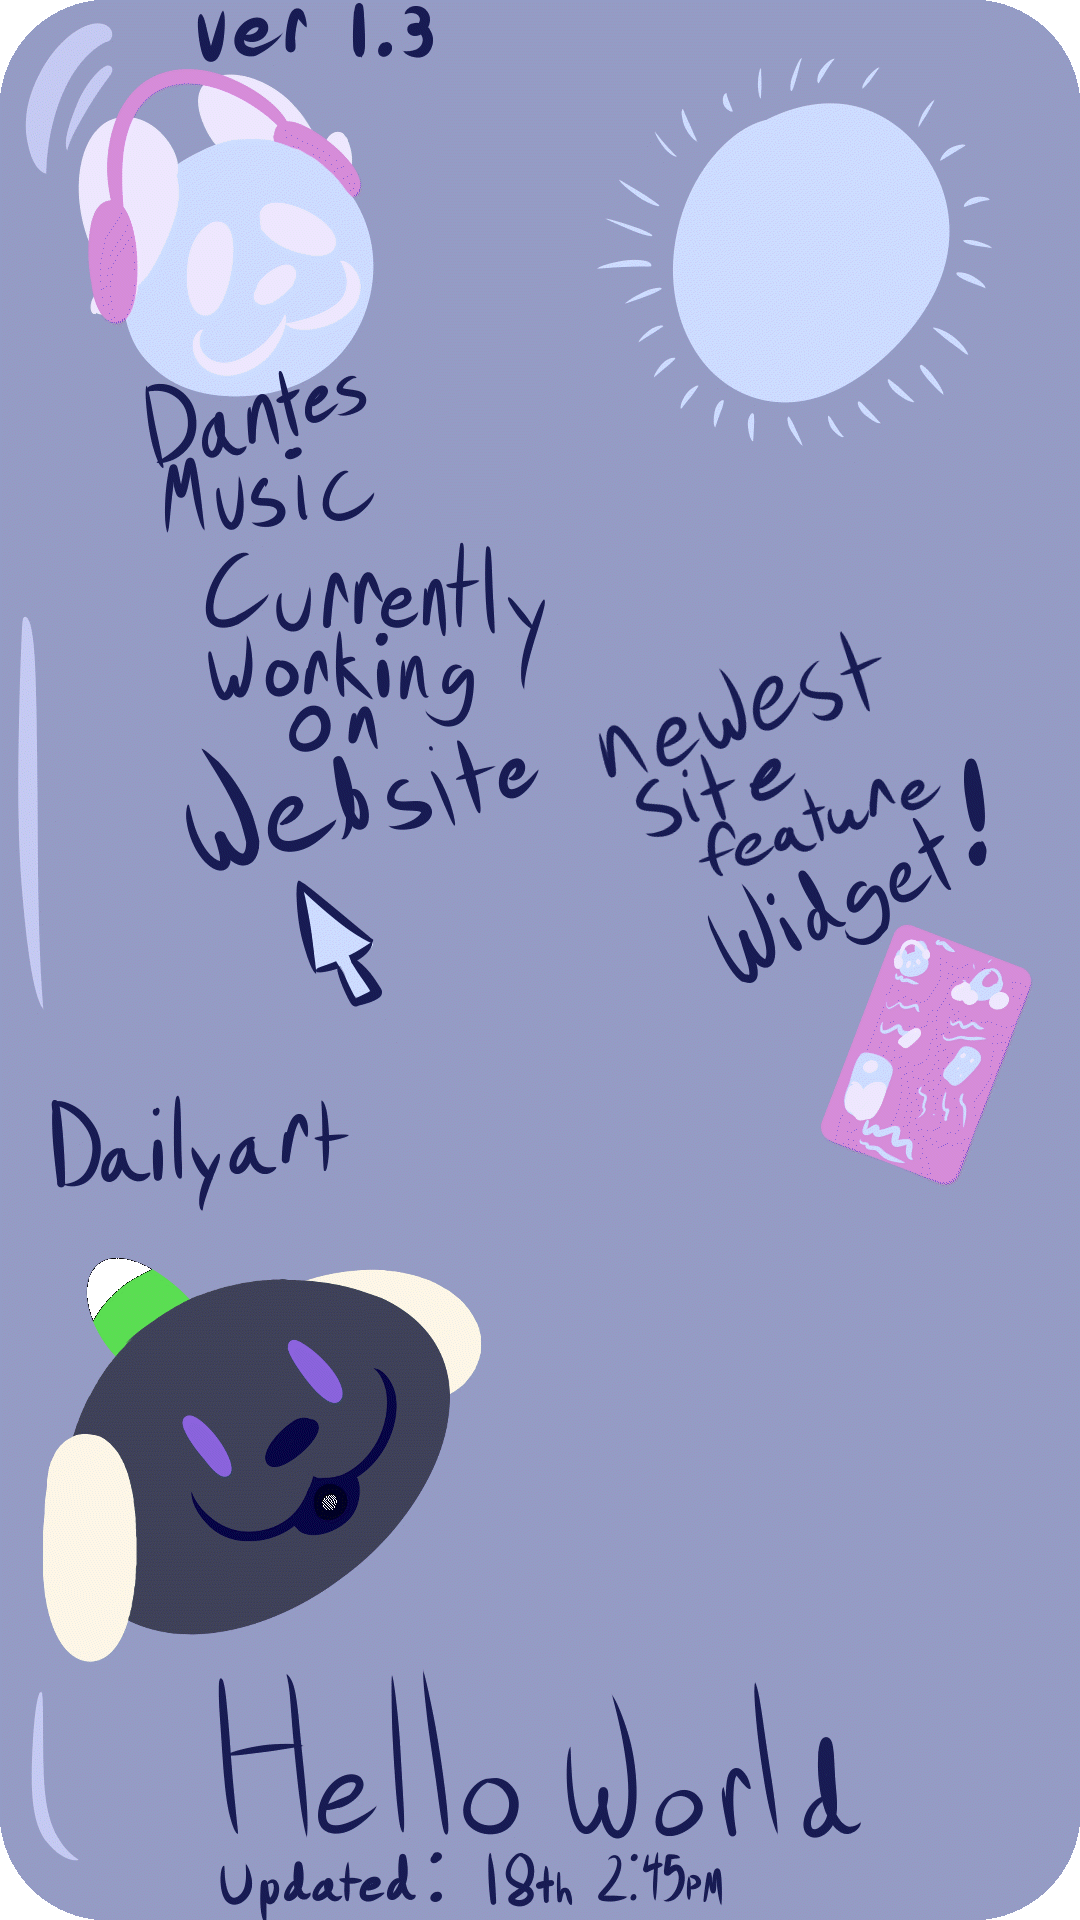 ver 1.3
Dantes
Music
Currently
Working
on
Website
newest
site
feature
Widget!
Dailyart
Hello World
Updated: 18th 2:45PM